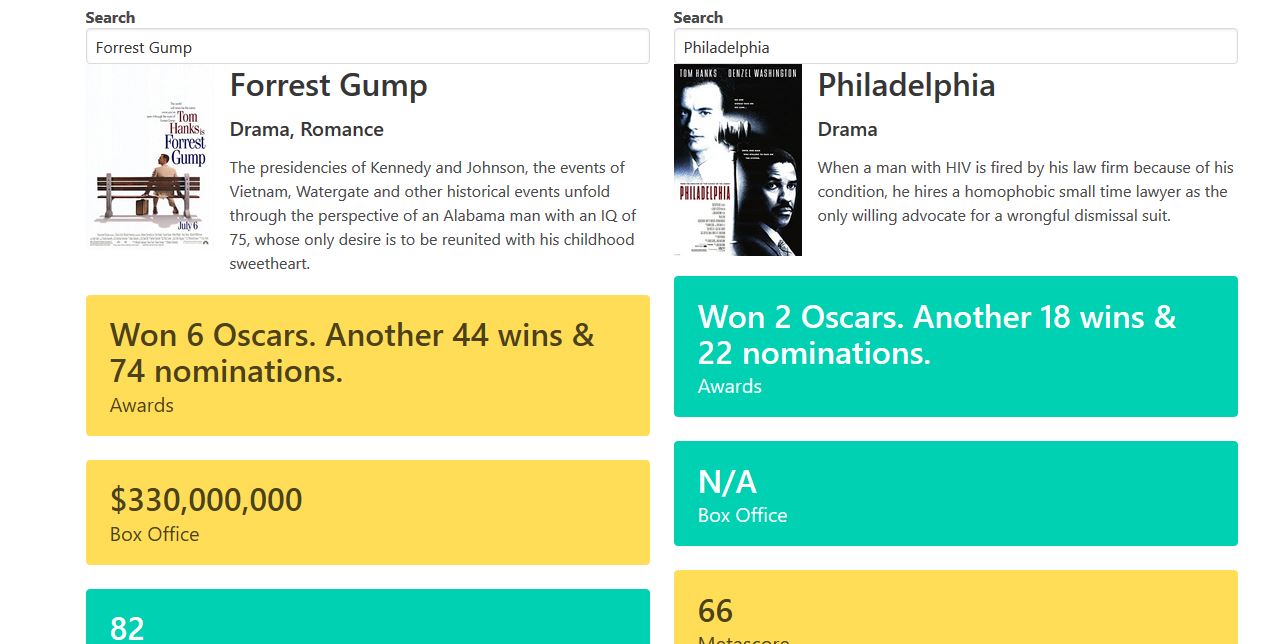 Search
Forrest Gump
Tom
Hanks is
Forrest
Gump
July 6
Forrest Gump
Drama, Romance
The presidencies of Kennedy and Johnson, the events of
Vietnam, Watergate and other historical events unfold
through the perspective of an Alabama man with an IQ of
75, whose only desire is to be reunited with his childhood
sweetheart.
Won 6 Oscars. Another 44 wins &
74 nominations.
Awards
$330,000,000
Box Office
82
Search
Philadelphia
TOM HANKS DENZEL WASHINGTON
PHILADELPHIA
Philadelphia
Drama
When a man with HIV is fired by his law firm because of his
condition, he hires a homophobic small time lawyer as the
only willing advocate for a wrongful dismissal suit.
Won 2 Oscars. Another 18 wins &
22 nominations.
Awards
N/A
Box Office
66
Metascore